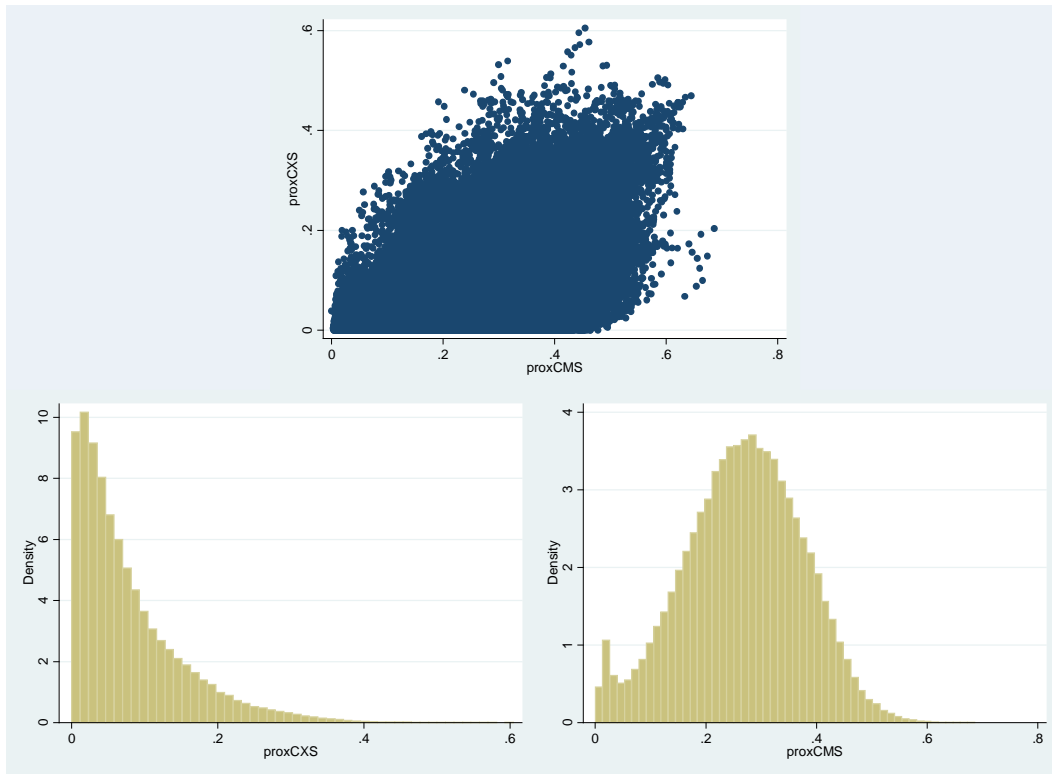 proxCXS
0 .2 .4 .6
0 .2 .4 .6 .8
proxCMS
Density
0 2 4 6 8 10
0 .2 .4 .6
proxCXS
Density
0 1 2 3 4
0 .2 .4 .6 .8
proxCMS